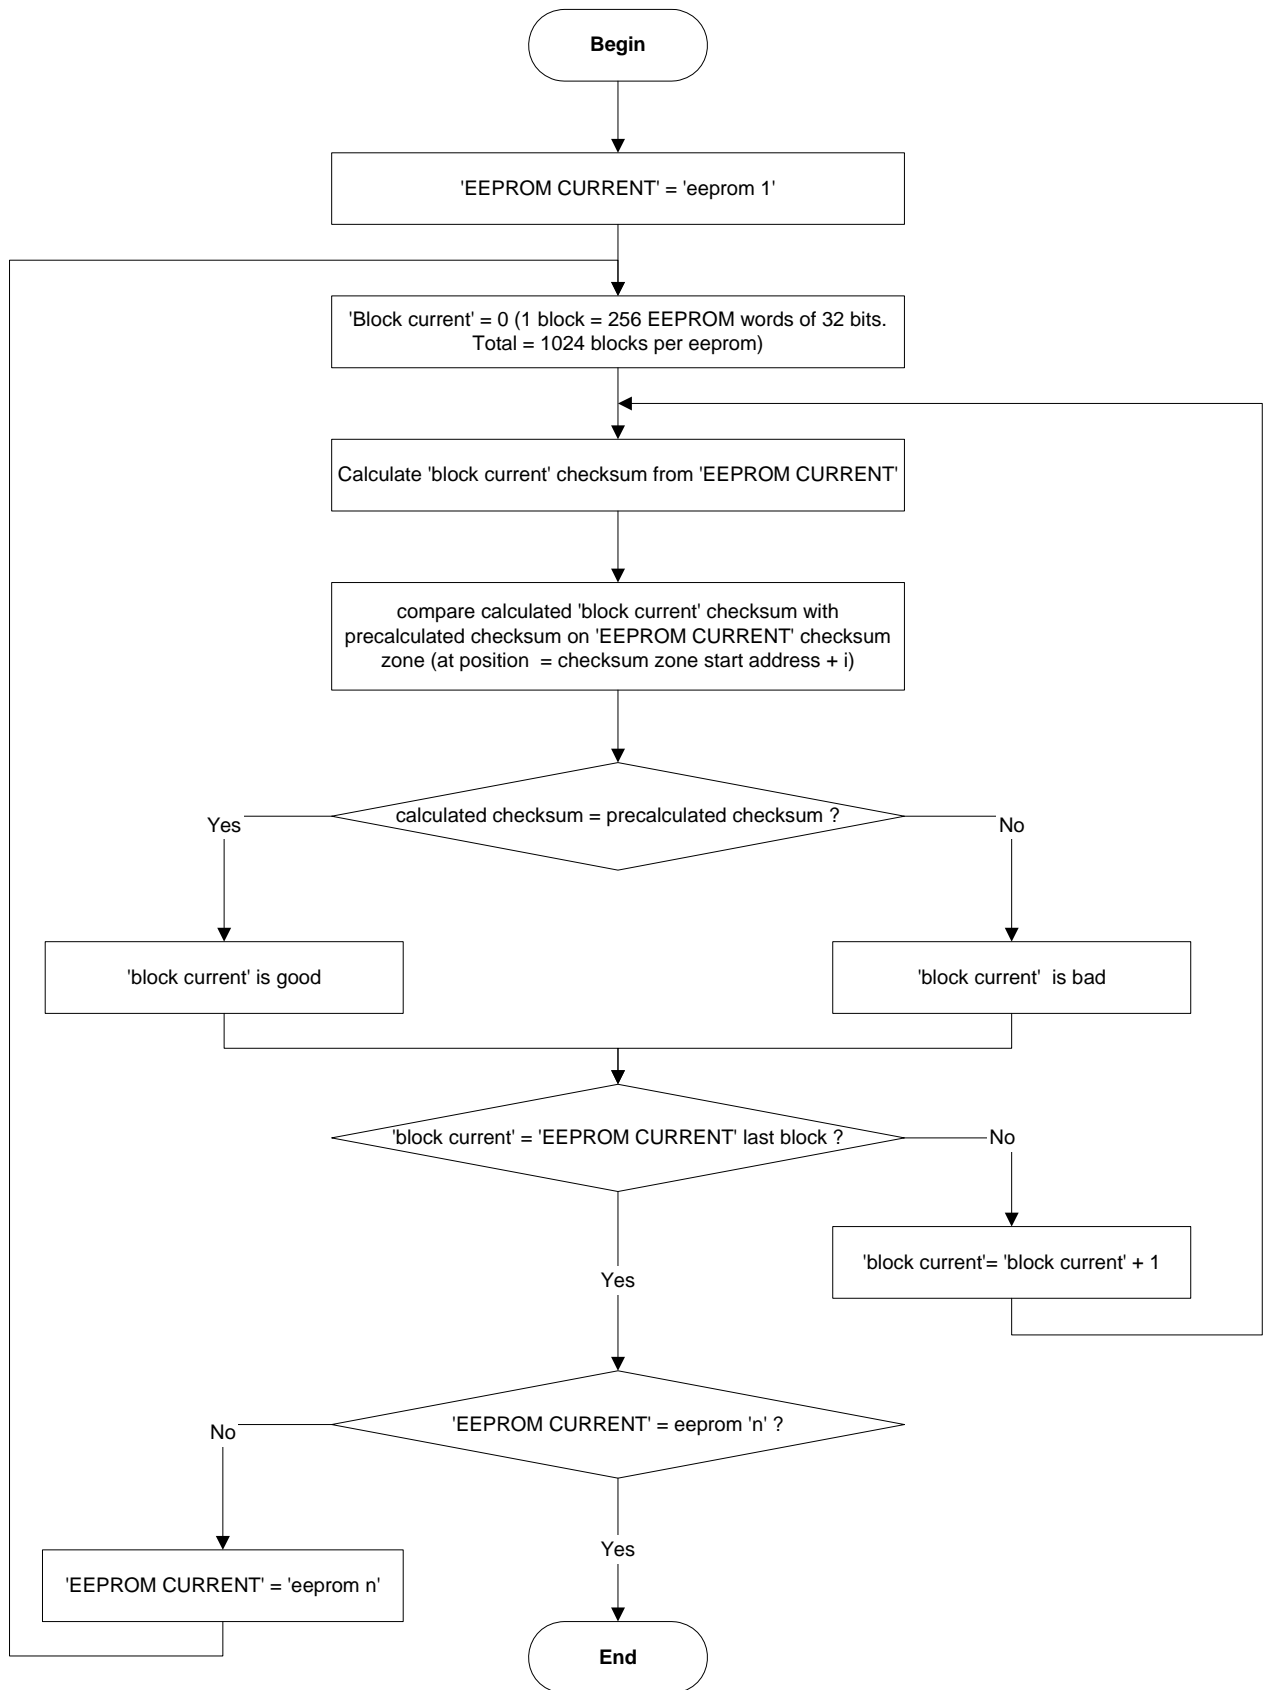 Begin
'EEPROM CURRENT' = 'eeprom 1'
'Block current' = 0 (1 block = 256 EEPROM words of 32 bits.
Total = 1024 blocks per eeprom)
Calculate 'block current' checksum from 'EEPROM CURRENT'
compare calculated 'block current' checksum with
precalculated checksum on 'EEPROM CURRENT' checksum
zone (at position  = checksum zone start address + i)
calculated checksum = precalculated checksum ?
Yes
No
'block current' is good
'block current'  is bad
'block current' = 'EEPROM CURRENT' last block ?
No
'block current'= 'block current' + 1
Yes
'EEPROM CURRENT' = eeprom 'n' ?
No
Yes
'EEPROM CURRENT' = 'eeprom n'
End